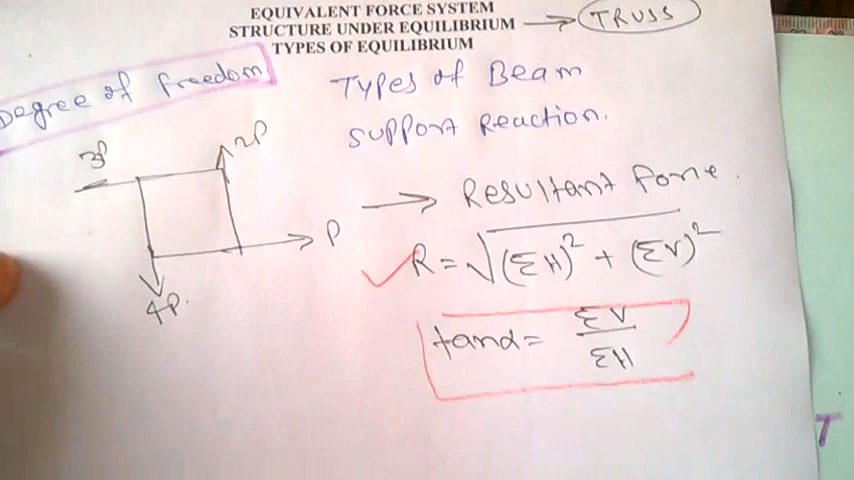 EQUIVALENT FORCE SYSTEM
STRUCTURE UNDER EQUILIBRIUM → TRUSS
TYPES OF EQUILIBRIUM
Degree of freedom
Types of Beam
support Reaction.
3P
2P
P
4P.
→ Resultant force.
R = √(ΣH)² + (ΣV)²
tanα = ΣV/ΣH
T